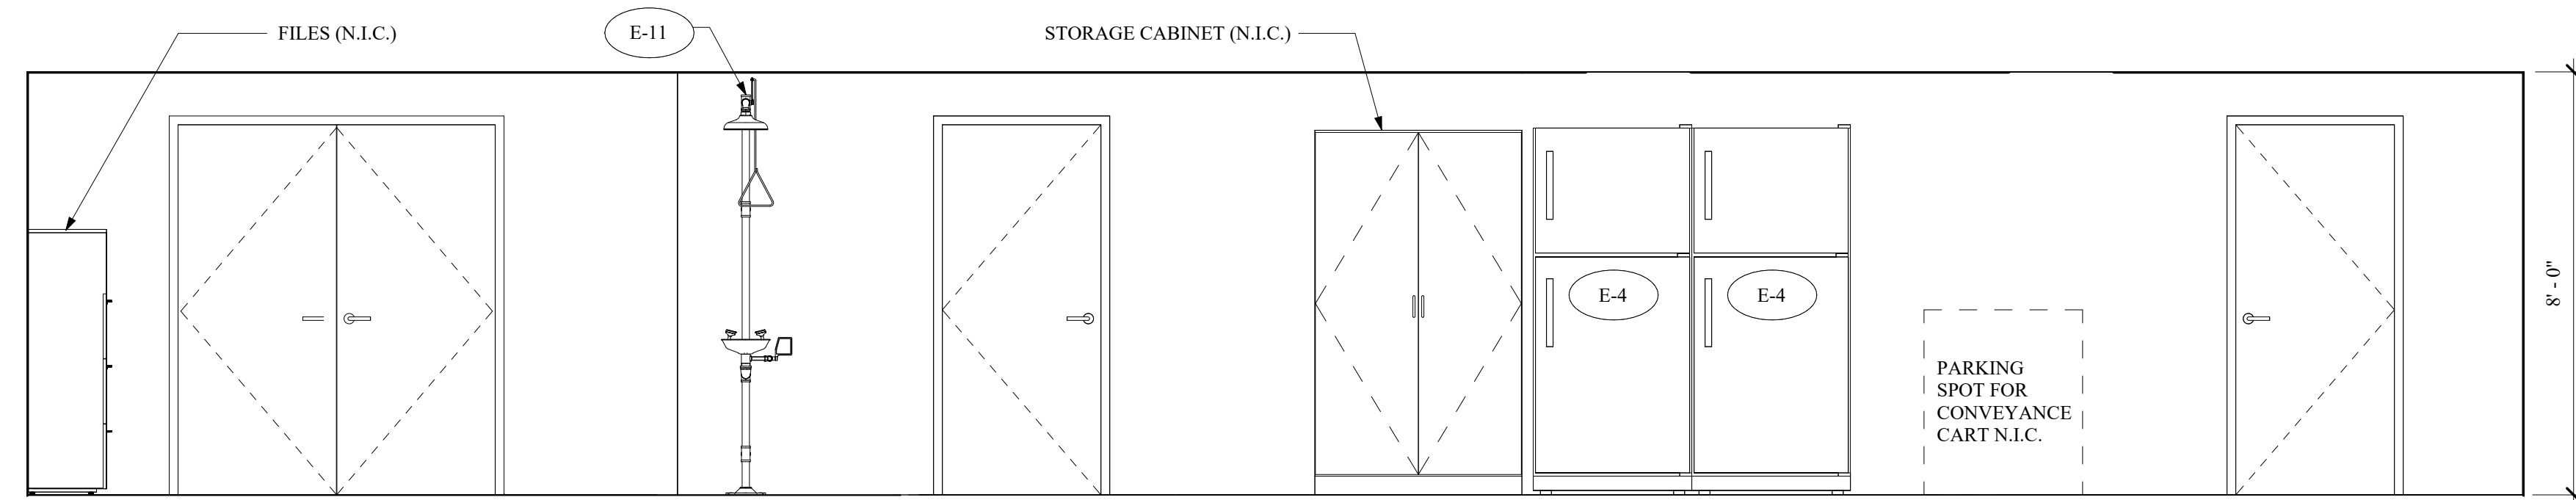 FILES (N.I.C.)
E-11
STORAGE CABINET (N.I.C.)
E-4
E-4
PARKING
SPOT FOR
CONVEYANCE
CART N.I.C.
8' - 0"